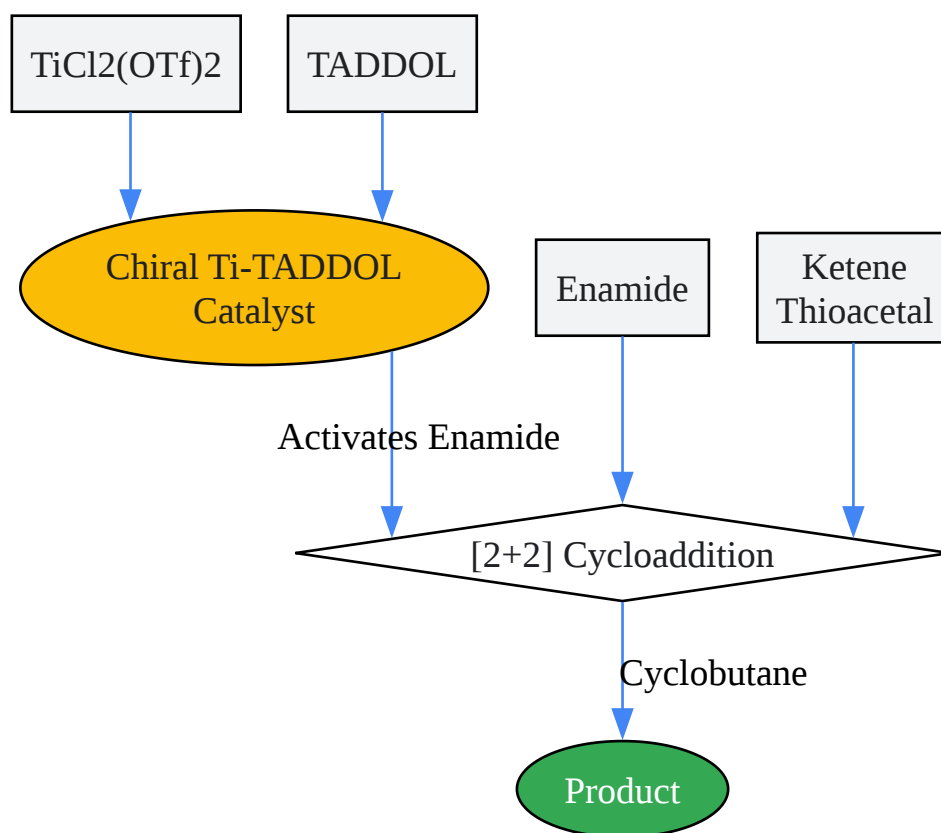 TiCl2(OTf)2
TADDOL
Chiral Ti-TADDOL
Catalyst
Enamide
Ketene
Thioacetal
Activates Enamide
[2+2] Cycloaddition
Cyclobutane
Product